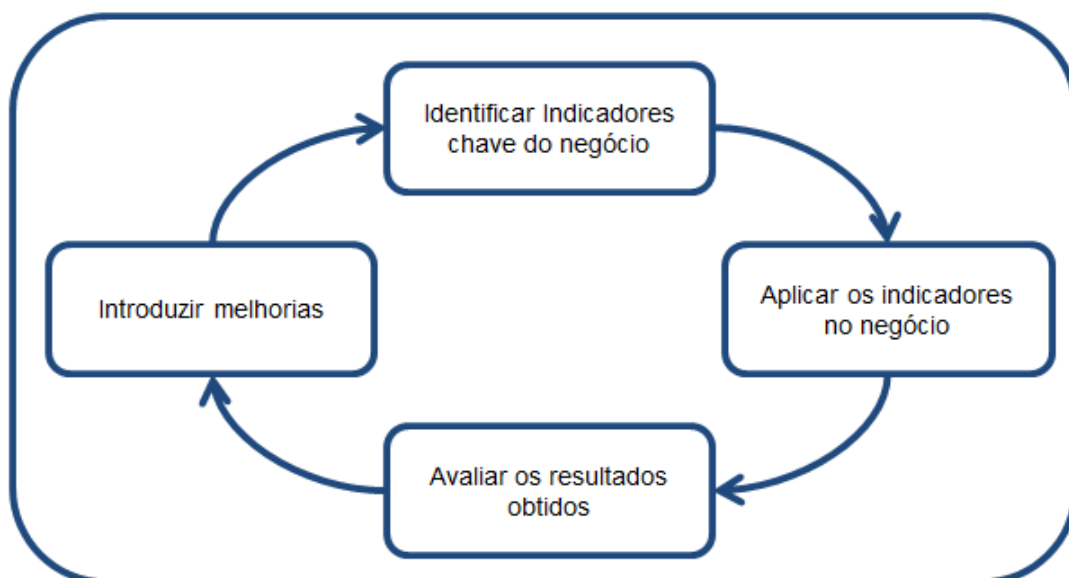 Identificar Indicadores
chave do negócio
Aplicar os indicadores
no negócio
Avaliar os resultados
obtidos
Introduzir melhorias